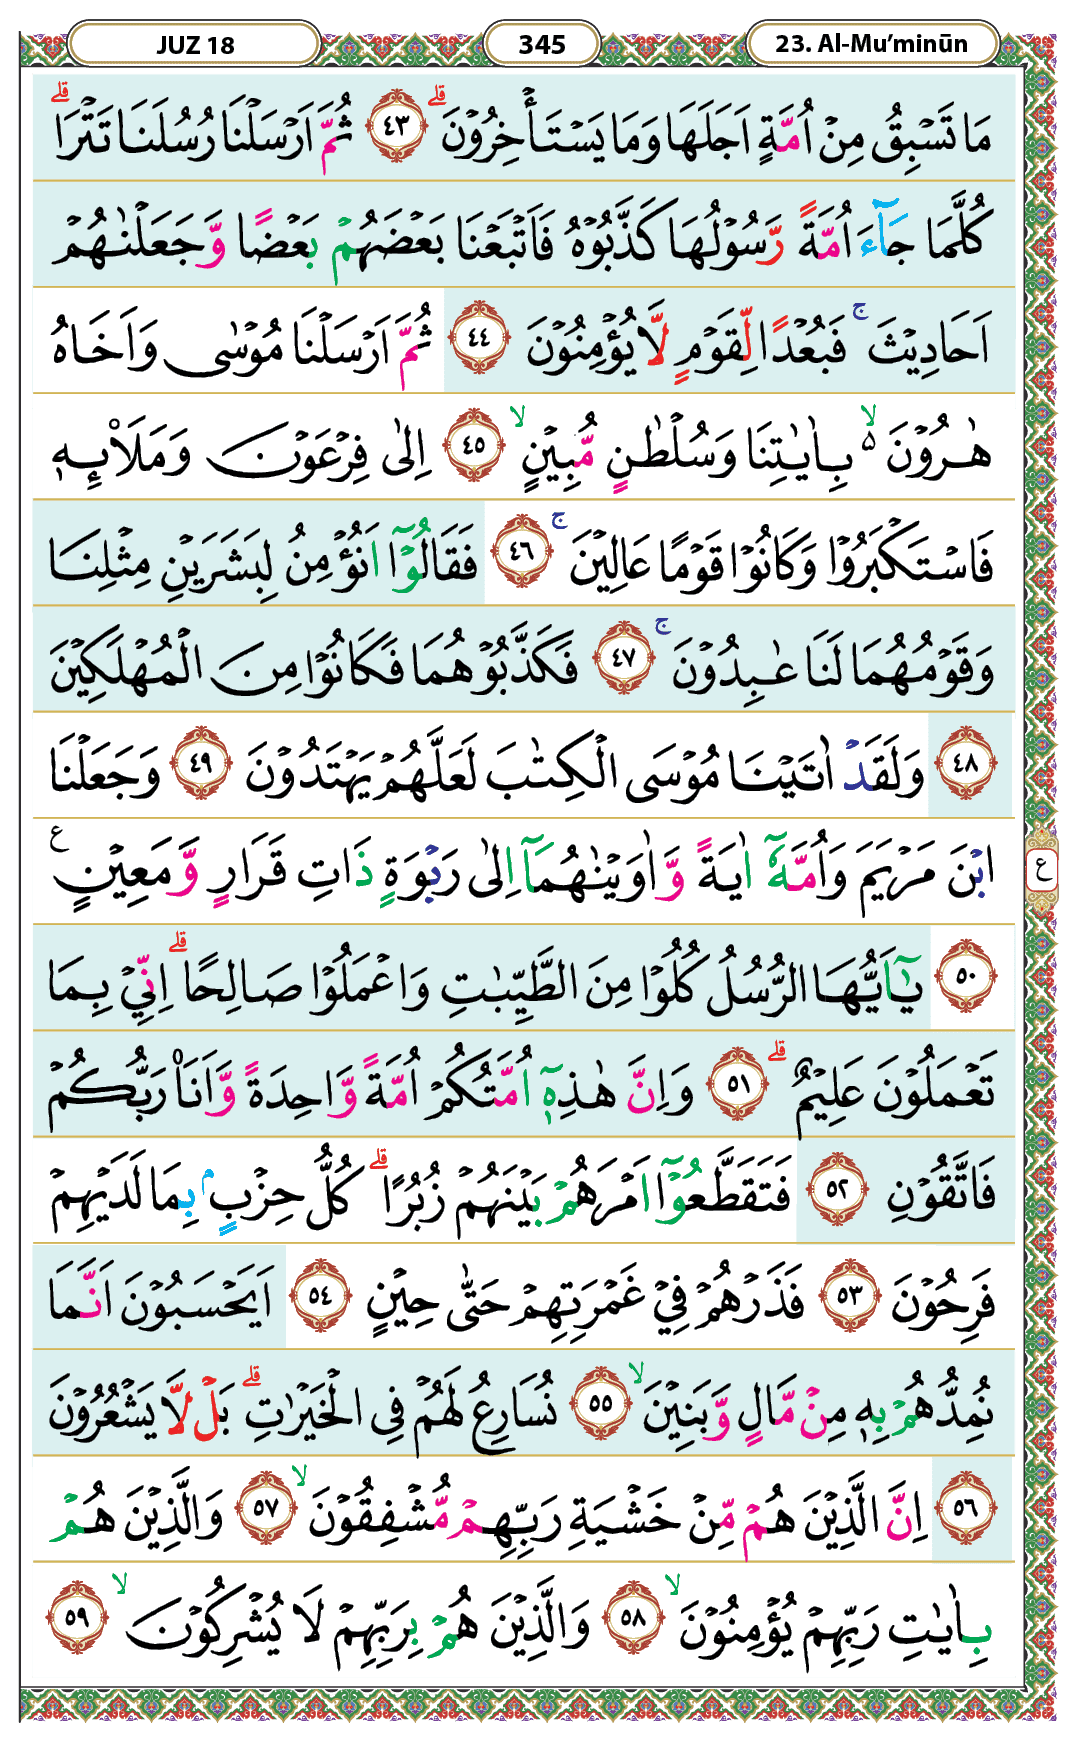 JUZ 18
345
23. Al-Mu’minūn
مَا تَسْبِقُ مِنْ اُمَّةٍ اَجَلَهَا وَمَا يَسْتَأْخِرُوْنَ ۗ ٤٣ ثُمَّ اَرْسَلْنَا رُسُلَنَا تَتْرَا ۗ
كُلَّمَا جَاۤءَ اُمَّةً رَّسُوْلُهَا كَذَّبُوْهُ فَاَتْبَعْنَا بَعْضَهُمْ بَعْضًا وَّجَعَلْنٰهُمْ
اَحَادِيْثَ ۚ فَبُعْدًا لِّقَوْمٍ لَّا يُؤْمِنُوْنَ ٤٤ ثُمَّ اَرْسَلْنَا مُوْسٰى وَاَخَاهُ
هٰرُوْنَ ەۙ بِاٰيٰتِنَا وَسُلْطٰنٍ مُّبِيْنٍ ۙ ٤٥ اِلٰى فِرْعَوْنَ وَمَلَا۟ىِٕهٖ
فَاسْتَكْبَرُوْا وَكَانُوْا قَوْمًا عَالِيْنَ ۚ ٤٦ فَقَالُوْٓا اَنُؤْمِنُ لِبَشَرَيْنِ مِثْلِنَا
وَقَوْمُهُمَا لَنَا عٰبِدُوْنَ ۚ ٤٧ فَكَذَّبُوْهُمَا فَكَانُوْا مِنَ الْمُهْلَكِيْنَ
٤٨ وَلَقَدْ اٰتَيْنَا مُوْسَى الْكِتٰبَ لَعَلَّهُمْ يَهْتَدُوْنَ ٤٩ وَجَعَلْنَا
ابْنَ مَرْيَمَ وَاُمَّهٗٓ اٰيَةً وَّاٰوَيْنٰهُمَآ اِلٰى رَبْوَةٍ ذَاتِ قَرَارٍ وَّمَعِيْنٍ ع
ع
٥٠ يٰٓاَيُّهَا الرُّسُلُ كُلُوْا مِنَ الطَّيِّبٰتِ وَاعْمَلُوْا صَالِحًا ۗ اِنِّيْ بِمَا
تَعْمَلُوْنَ عَلِيْمٌ ۗ ٥١ وَاِنَّ هٰذِهٖٓ اُمَّتُكُمْ اُمَّةً وَّاحِدَةً وَّاَنَا۠ رَبُّكُمْ
فَاتَّقُوْنِ ٥٢ فَتَقَطَّعُوْٓا اَمْرَهُمْ بَيْنَهُمْ زُبُرًا ۗ كُلُّ حِزْبٍۢ بِمَا لَدَيْهِمْ
فَرِحُوْنَ ٥٣ فَذَرْهُمْ فِيْ غَمْرَتِهِمْ حَتّٰى حِيْنٍ ٥٤ اَيَحْسَبُوْنَ اَنَّمَا
نُمِدُّهُمْ بِهٖ مِنْ مَّالٍ وَّبَنِيْنَ ۙ ٥٥ نُسَارِعُ لَهُمْ فِى الْخَيْرٰتِ ۗ بَلْ لَّا يَشْعُرُوْنَ
٥٦ اِنَّ الَّذِيْنَ هُمْ مِّنْ خَشْيَةِ رَبِّهِمْ مُّشْفِقُوْنَ ۙ ٥٧ وَالَّذِيْنَ هُمْ
بِاٰيٰتِ رَبِّهِمْ يُؤْمِنُوْنَ ۙ ٥٨ وَالَّذِيْنَ هُمْ بِرَبِّهِمْ لَا يُشْرِكُوْنَ ۙ ٥٩